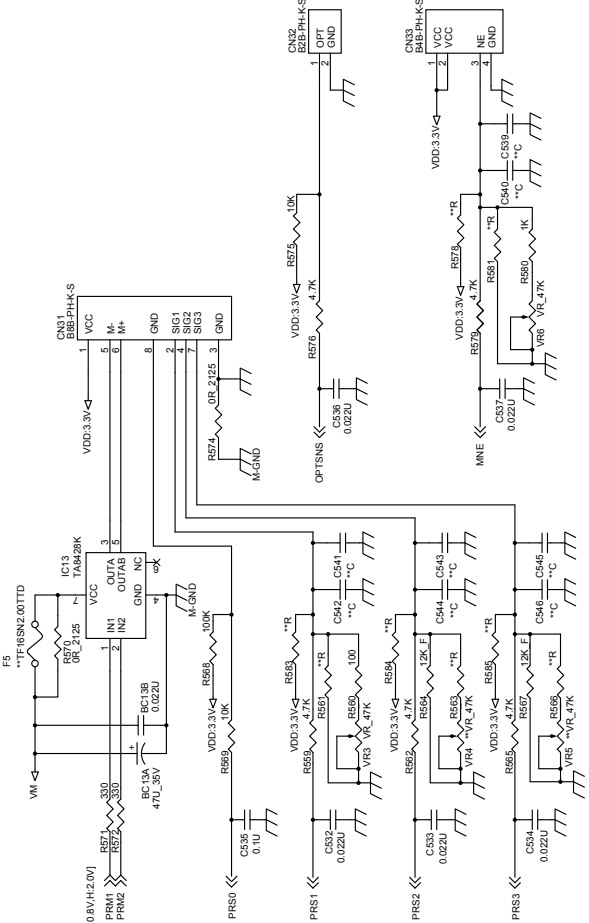 CN32
B2B-PH-K-S
OPT
GND
1
2
CN33
B4B-PH-K-S
VCC
VCC
NE
GND
1
2
3
4
VDD:3.3V
C539
**C
C540
**C
R575
10K
VDD:3.3V
R576
4.7K
C536
0.022U
OPTSNS
R578
**R
VDD:3.3V
R579
4.7K
R581
**R
R580
1K
VR_47K
VR6
C537
0.022U
MNE
CN31
B8B-PH-K-S
VCC
M-
M+
GND
SIG1
SIG2
SIG3
GND
1
5
6
8
2
4
7
3
VDD:3.3V
0R_2125
R574
M-GND
F5
**TF16SN2.00TTD
R570
0R_2125
IC13
TA8428K
VCC
OUTA
OUTAB
NC
IN1
IN2
GND
7
3
5
6
1
2
4
M-GND
VM
BC13B
0.022U
BC13A
47U_35V
+
R571
330
R572
330
0.8V,H:2.0V]
PRM1
PRM2
R568
100K
VDD:3.3V
R569
10K
C535
0.1U
PRS0
C541
**C
C542
**C
R583
**R
VDD:3.3V
R559
4.7K
R561
**R
R560
100
VR_47K
VR3
C532
0.022U
PRS1
C543
**C
C544
**C
R584
**R
VDD:3.3V
R562
4.7K
R564
12K_F
R563
**R
**VR_47K
VR4
C533
0.022U
PRS2
C545
**C
C546
**C
R585
**R
VDD:3.3V
R565
4.7K
R567
12K_F
R566
**R
**VR_47K
VR5
C534
0.022U
PRS3